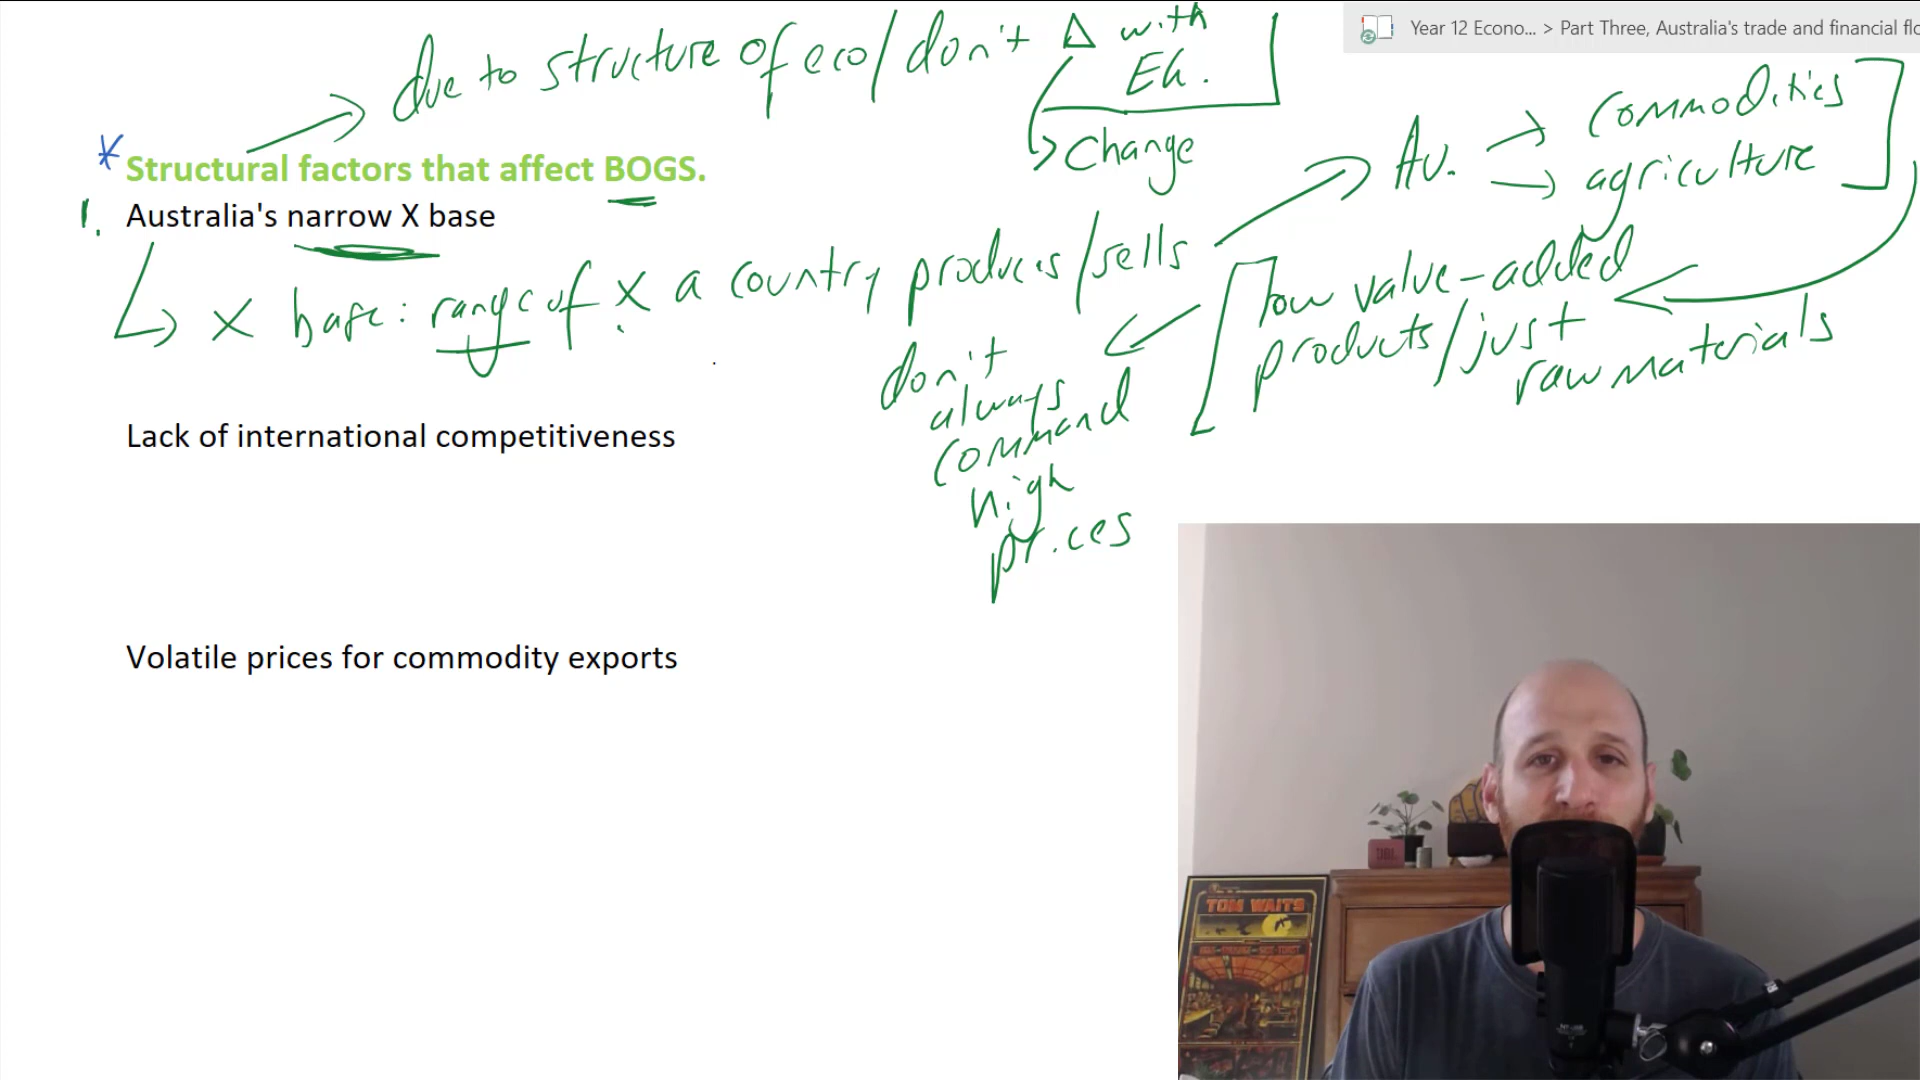 Year 12 Econo... > Part Three, Australia's trade and financial flo
due to structure of eco/don't Δ with
EG.
Change
* Structural factors that affect BOGS.
1. Australia's narrow X base
X base: range of X a country produces/sells
Au. → commodities
→ agriculture
low value-added
products/just
raw materials
don't
always
command
high
prices
Lack of international competitiveness
Volatile prices for commodity exports
JBL
TOM WAITS